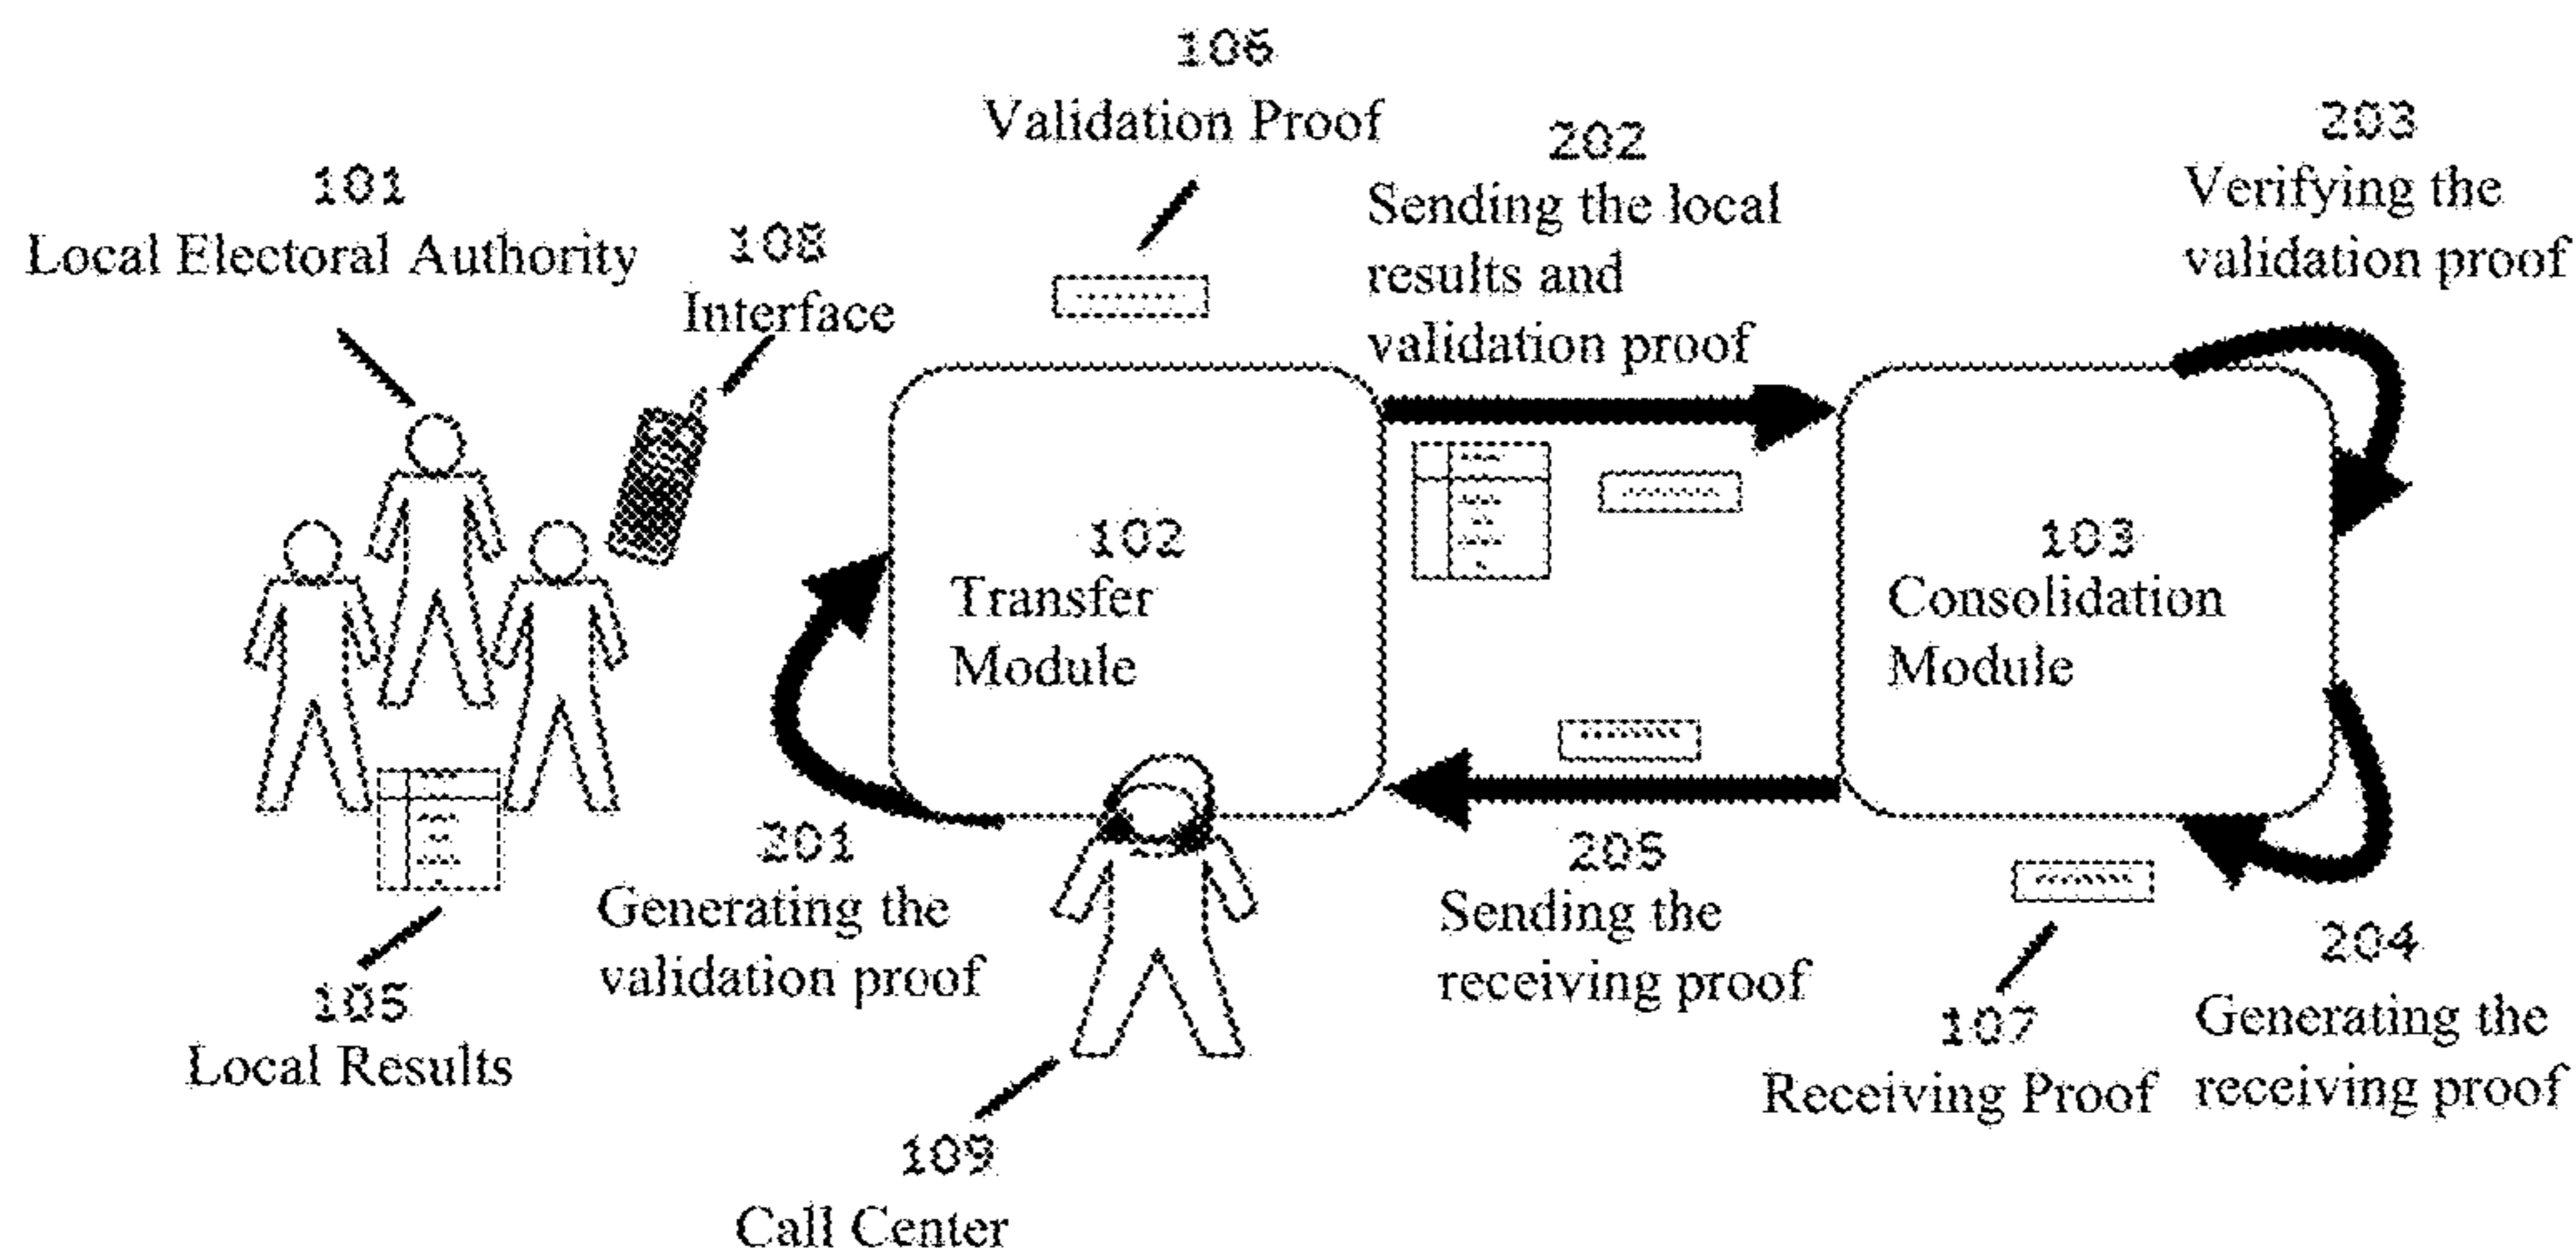 106
Validation Proof
202
Sending the local
results and
validation proof
203
Verifying the
validation proof
101
Local Electoral Authority
108
Interface
102
Transfer
Module
103
Consolidation
Module
201
Generating the
validation proof
205
Sending the
receiving proof
204
Generating the
receiving proof
105
Local Results
107
Receiving Proof
109
Call Center